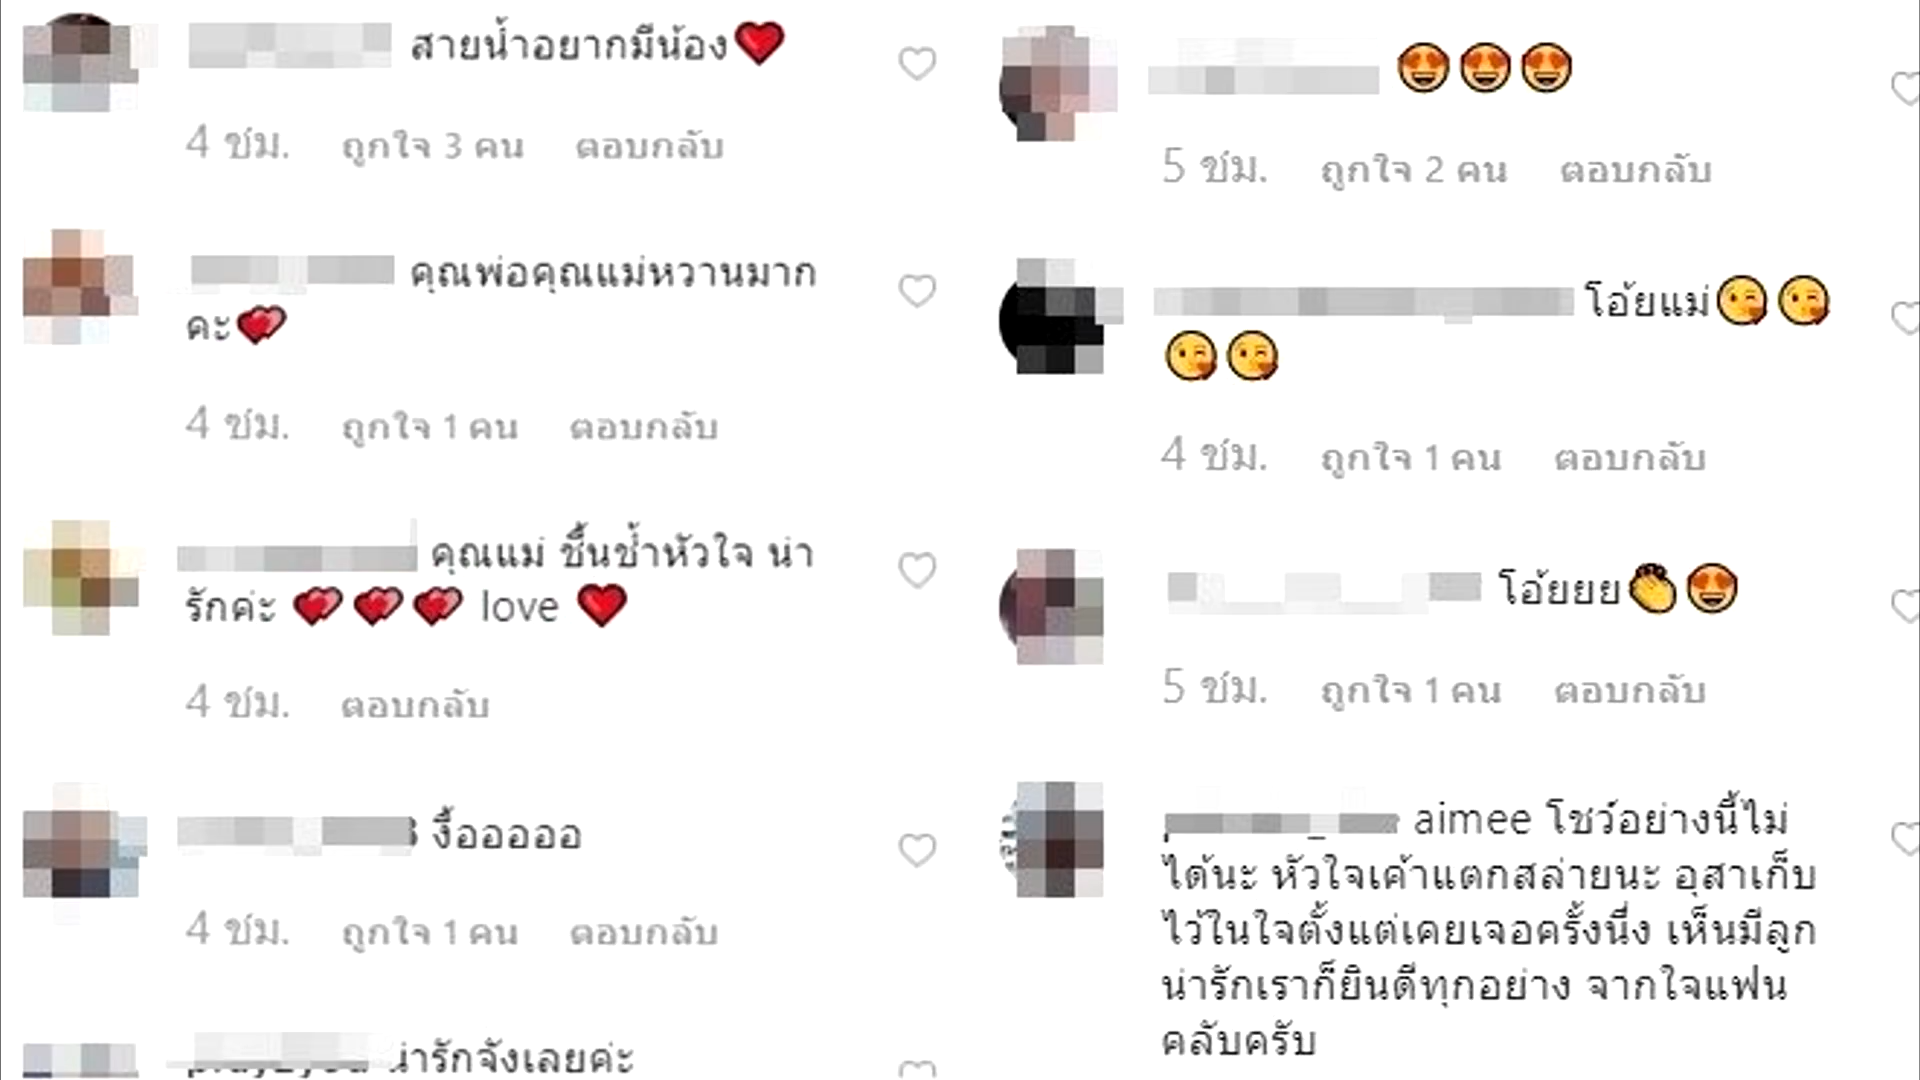 สายน้ำอยากมีน้อง❤️
4 ชม. ถูกใจ 3 คน ตอบกลับ
คุณพ่อคุณแม่หวานมาก
คะ💕
4 ชม. ถูกใจ 1 คน ตอบกลับ
คุณแม่ ชื้นช่ำหัวใจ น่า
รักค่ะ 💕💕💕 love ❤️
4 ชม. ตอบกลับ
งื้อออออ
4 ชม. ถูกใจ 1 คน ตอบกลับ
น่ารักจังเลยค่ะ
😍😍😍
5 ชม. ถูกใจ 2 คน ตอบกลับ
โอ้ยแม่😘😘
😘😘
4 ชม. ถูกใจ 1 คน ตอบกลับ
โอ้ยยย👏😍
5 ชม. ถูกใจ 1 คน ตอบกลับ
aimee โชว์อย่างนี้ไม่
ได้นะ หัวใจเค้าแตกสล่ายนะ อุสาเก็บ
ไว้ในใจตั้งแต่เคยเจอครั้งนึ่ง เห็นมีลูก
น่ารักเราก็ยินดีทุกอย่าง จากใจแฟน
คลับครับ